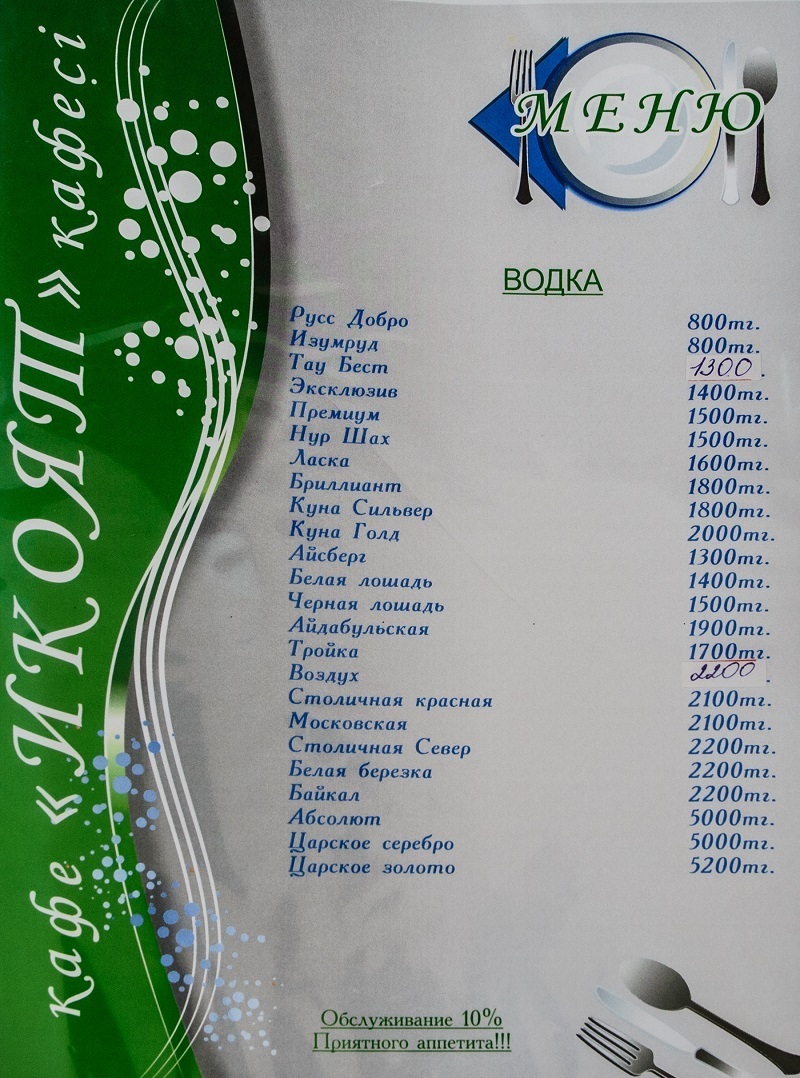 кафе «ИКОЯТ» кафесі
МЕНЮ
ВОДКА
Русс Добро 800тг.
Изумруд 800тг.
Тау Бест 1300.
Эксклюзив 1400тг.
Премиум 1500тг.
Нур Шах 1500тг.
Ласка 1600тг.
Бриллиант 1800тг.
Куна Сильвер 1800тг.
Куна Голд 2000тг.
Айсберг 1300тг.
Белая лошадь 1400тг.
Черная лошадь 1500тг.
Айдабульская 1900тг.
Тройка 1700тг.
Воздух 2200.
Столичная красная 2100тг.
Московская 2100тг.
Столичная Север 2200тг.
Белая березка 2200тг.
Байкал 2200тг.
Абсолют 5000тг.
Царское серебро 5000тг.
Царское золото 5200тг.
Обслуживание 10%
Приятного аппетита!!!